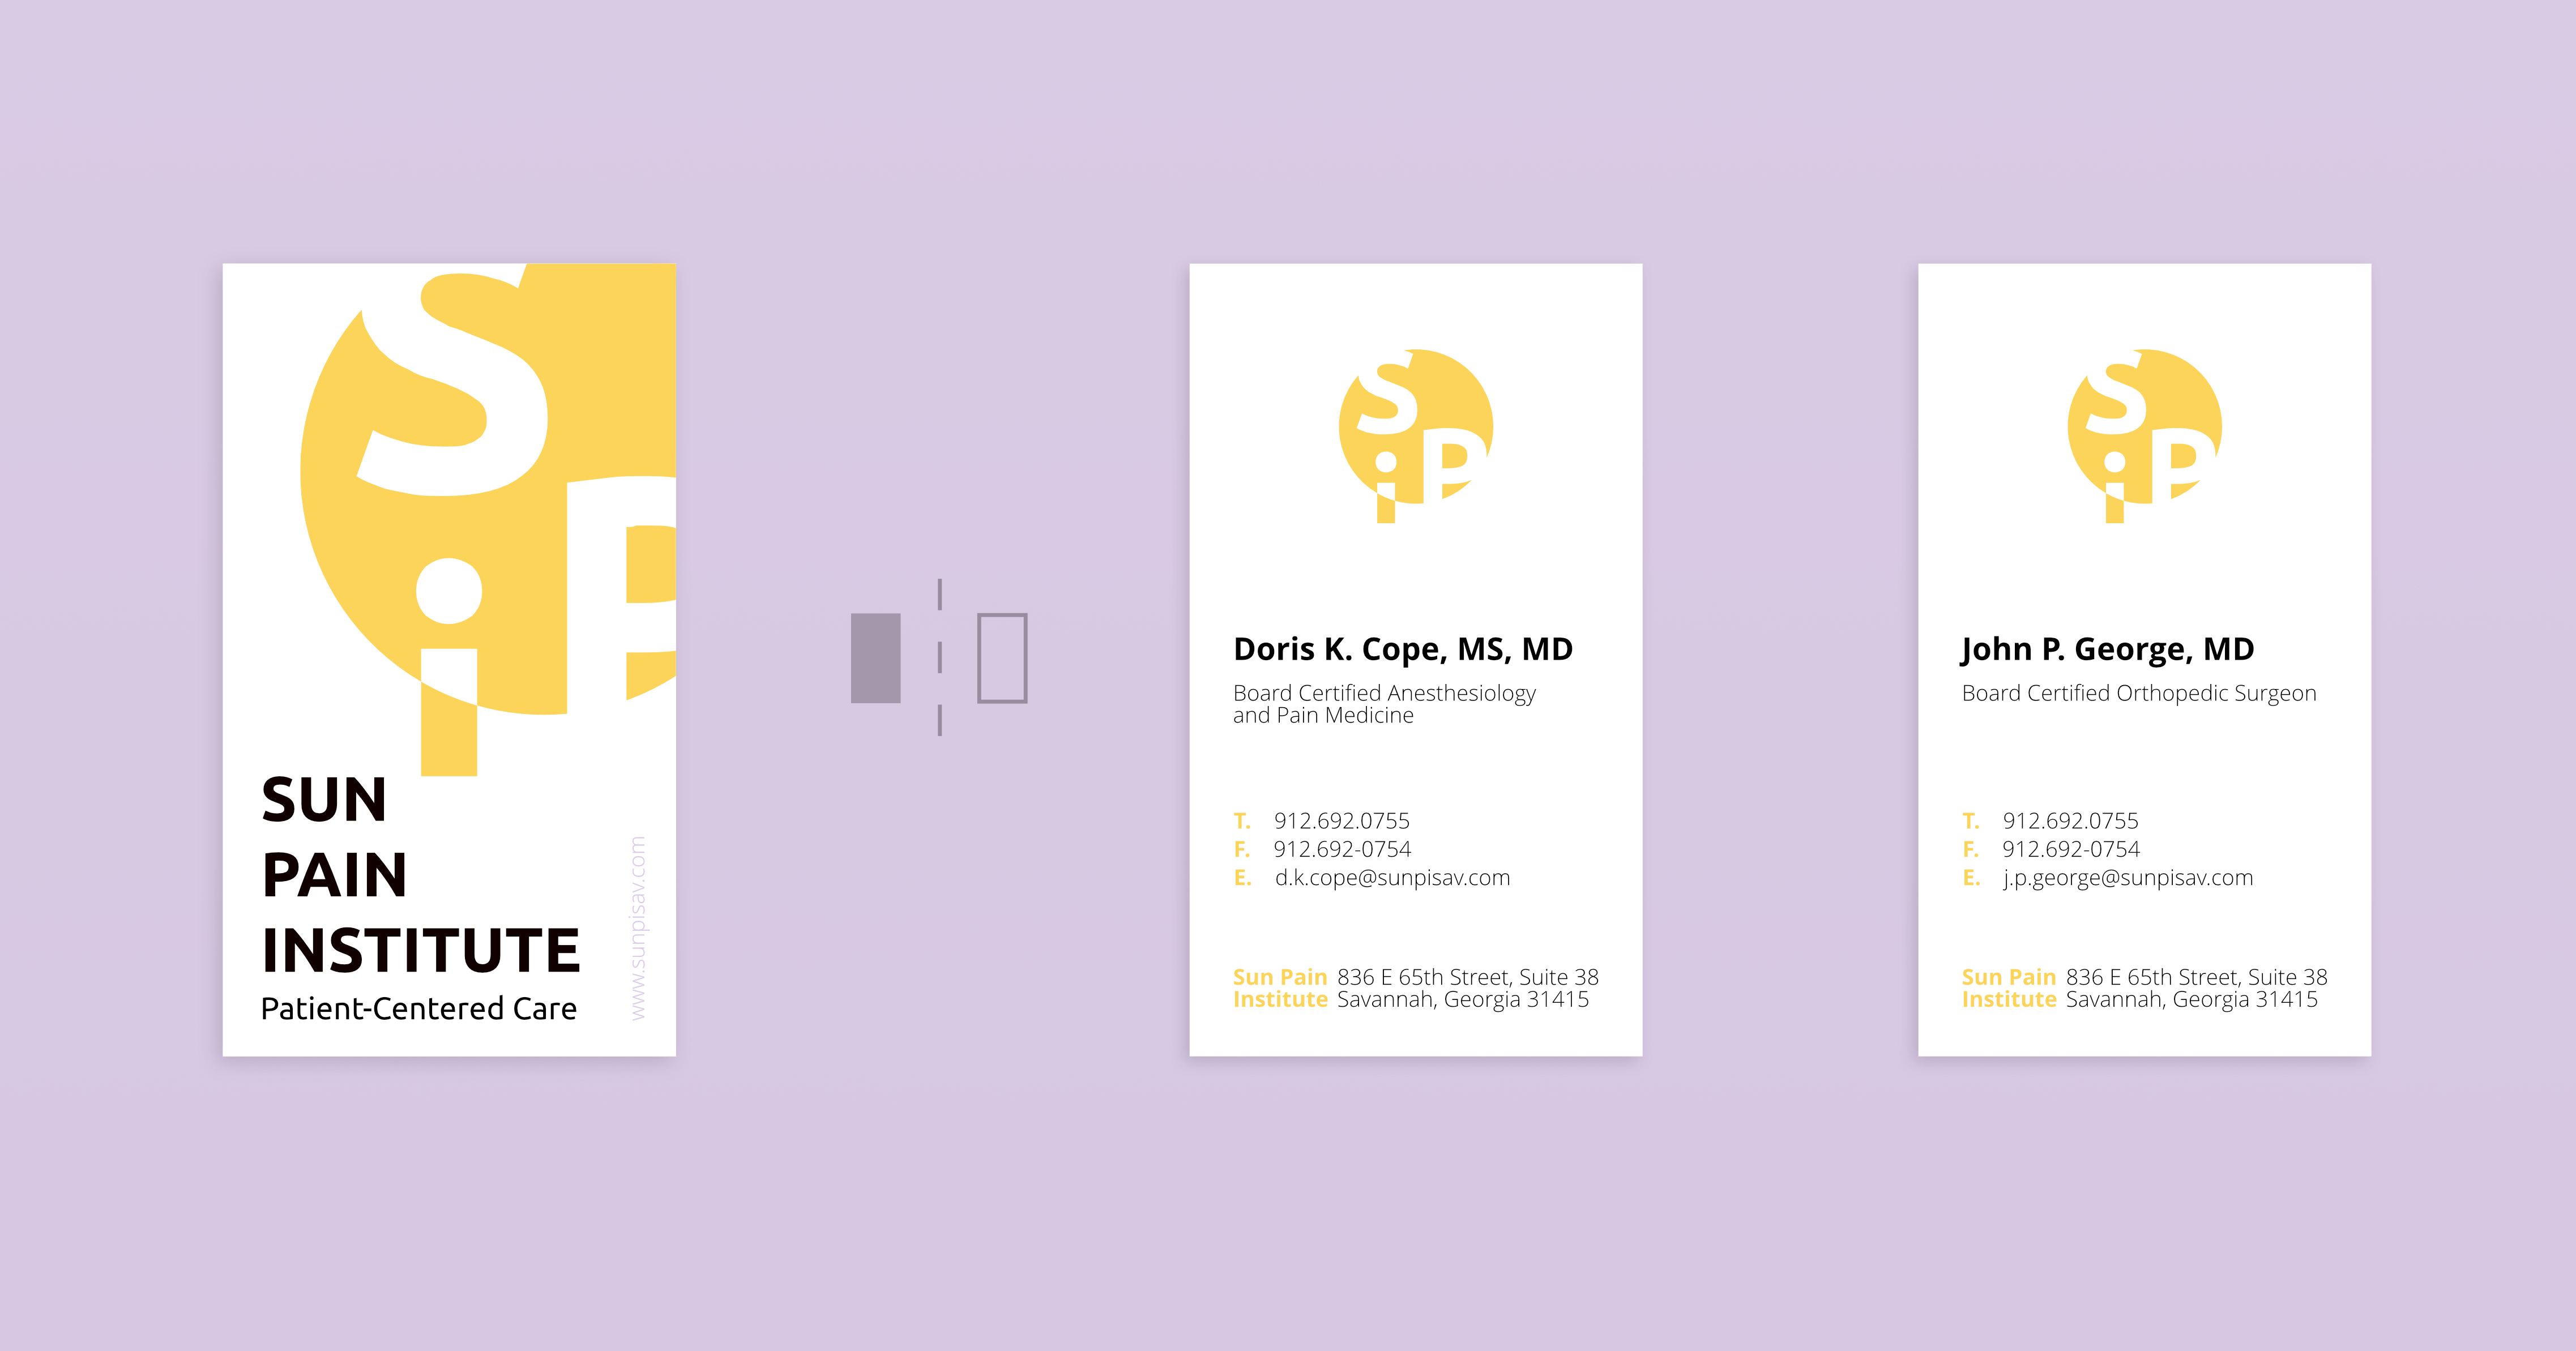 S
iP
SUN
PAIN
INSTITUTE
Patient-Centered Care
www.sunpisav.com
S
iP
Doris K. Cope, MS, MD
Board Certified Anesthesiology
and Pain Medicine
T. 912.692.0755
F. 912.692-0754
E. d.k.cope@sunpisav.com
Sun Pain 836 E 65th Street, Suite 38
Institute Savannah, Georgia 31415
S
iP
John P. George, MD
Board Certified Orthopedic Surgeon
T. 912.692.0755
F. 912.692-0754
E. j.p.george@sunpisav.com
Sun Pain 836 E 65th Street, Suite 38
Institute Savannah, Georgia 31415